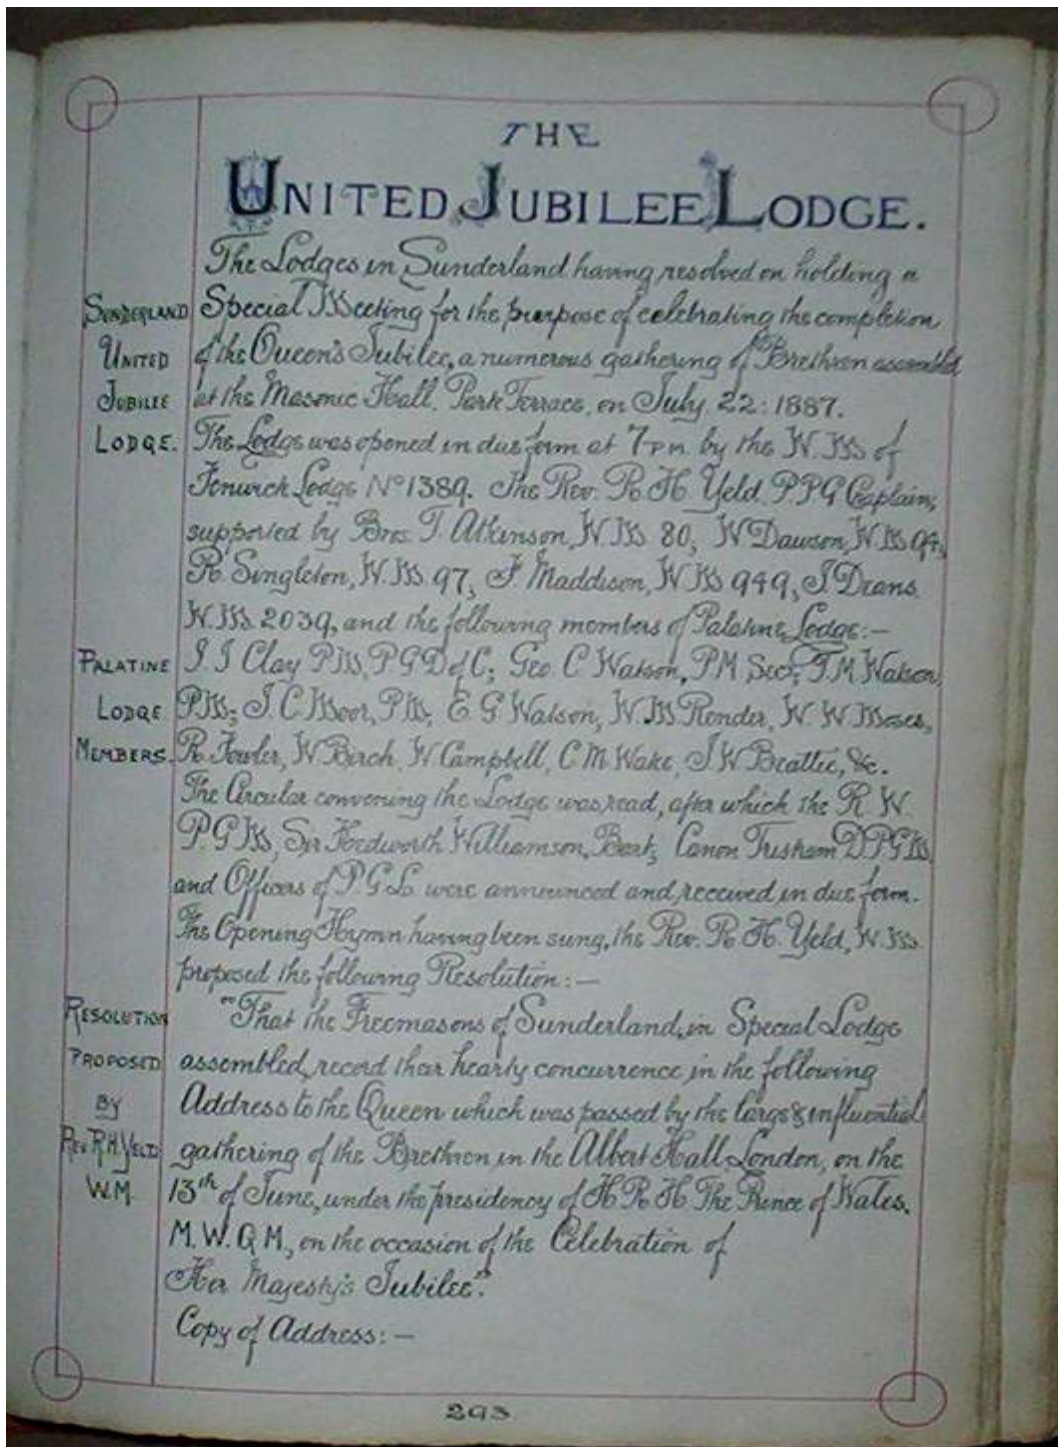 THE
UNITED JUBILEE LODGE.
The Lodges in Sunderland having resolved on holding a
SUNDERLAND Special Meeting for the purpose of celebrating the completion
UNITED of the Queen's Jubilee, a numerous gathering of Brethren assembled
JUBILEE at the Masonic Hall, Park Terrace, on July 22: 1887.
LODGE. The Lodge was opened in due form at 7 P.M. by the W.M. of
Fenwick Lodge No 1389. The Rev. R. H. Yeld. P.P.G Chaplain;
supported by Bros. T. Atkinson, W.M. 80; W Dawson, W.M. 94;
R. Singleton, W.M. 97; F. Maddison, W.M. 949; J. Deans.
W.M. 2039, and the following members of Palatine Lodge:—
PALATINE J. J Clay P.M, P G D of C; Geo. C Watson, P.M Sec; T. M. Watson,
LODGE P.M; J. C Moor, P.M, E G Watson, W. M Render, W. W. Moses,
MEMBERS. R. Fowler, W. Birch, W. Campbell, C. M. Wake, J W Beattie, &c.
The Circular convening the Lodge was read, after which the R. W.
P. G M, Sir Hedworth Williamson, Bart; Canon Tristram D.P.G.M.
and Officers of P. G L were announced and received in due form.
The Opening Hymn having been sung, the Rev. R. H. Yeld, W.M.
proposed the following Resolution:—
RESOLUTION "That the Freemasons of Sunderland, in Special Lodge
PROPOSED assembled, record their hearty concurrence in the following
BY Address to the Queen which was passed by the large & influential
REV R.H. YELD gathering of the Brethren in the Albert Hall London, on the
W.M. 13th of June, under the presidency of H. R. H The Prince of Wales.
M. W. G M., on the occasion of the Celebration of
Her Majesty's Jubilee".
Copy of Address:—
293